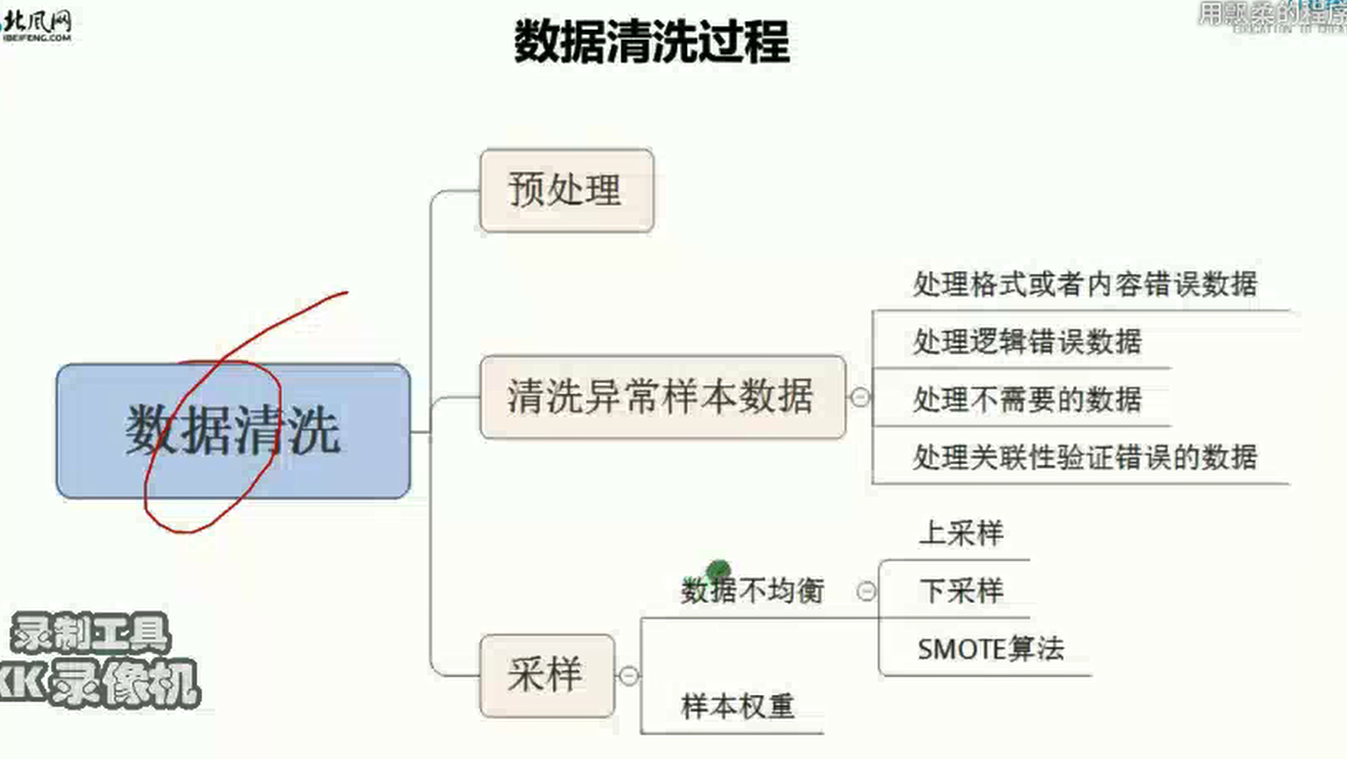 北风网
IBEIFENG.COM
用飘柔的程序
数据清洗过程
预处理
数据清洗
清洗异常样本数据
处理格式或者内容错误数据
处理逻辑错误数据
处理不需要的数据
处理关联性验证错误的数据
采样
数据不均衡
上采样
下采样
SMOTE算法
样本权重
录制工具
KK录像机